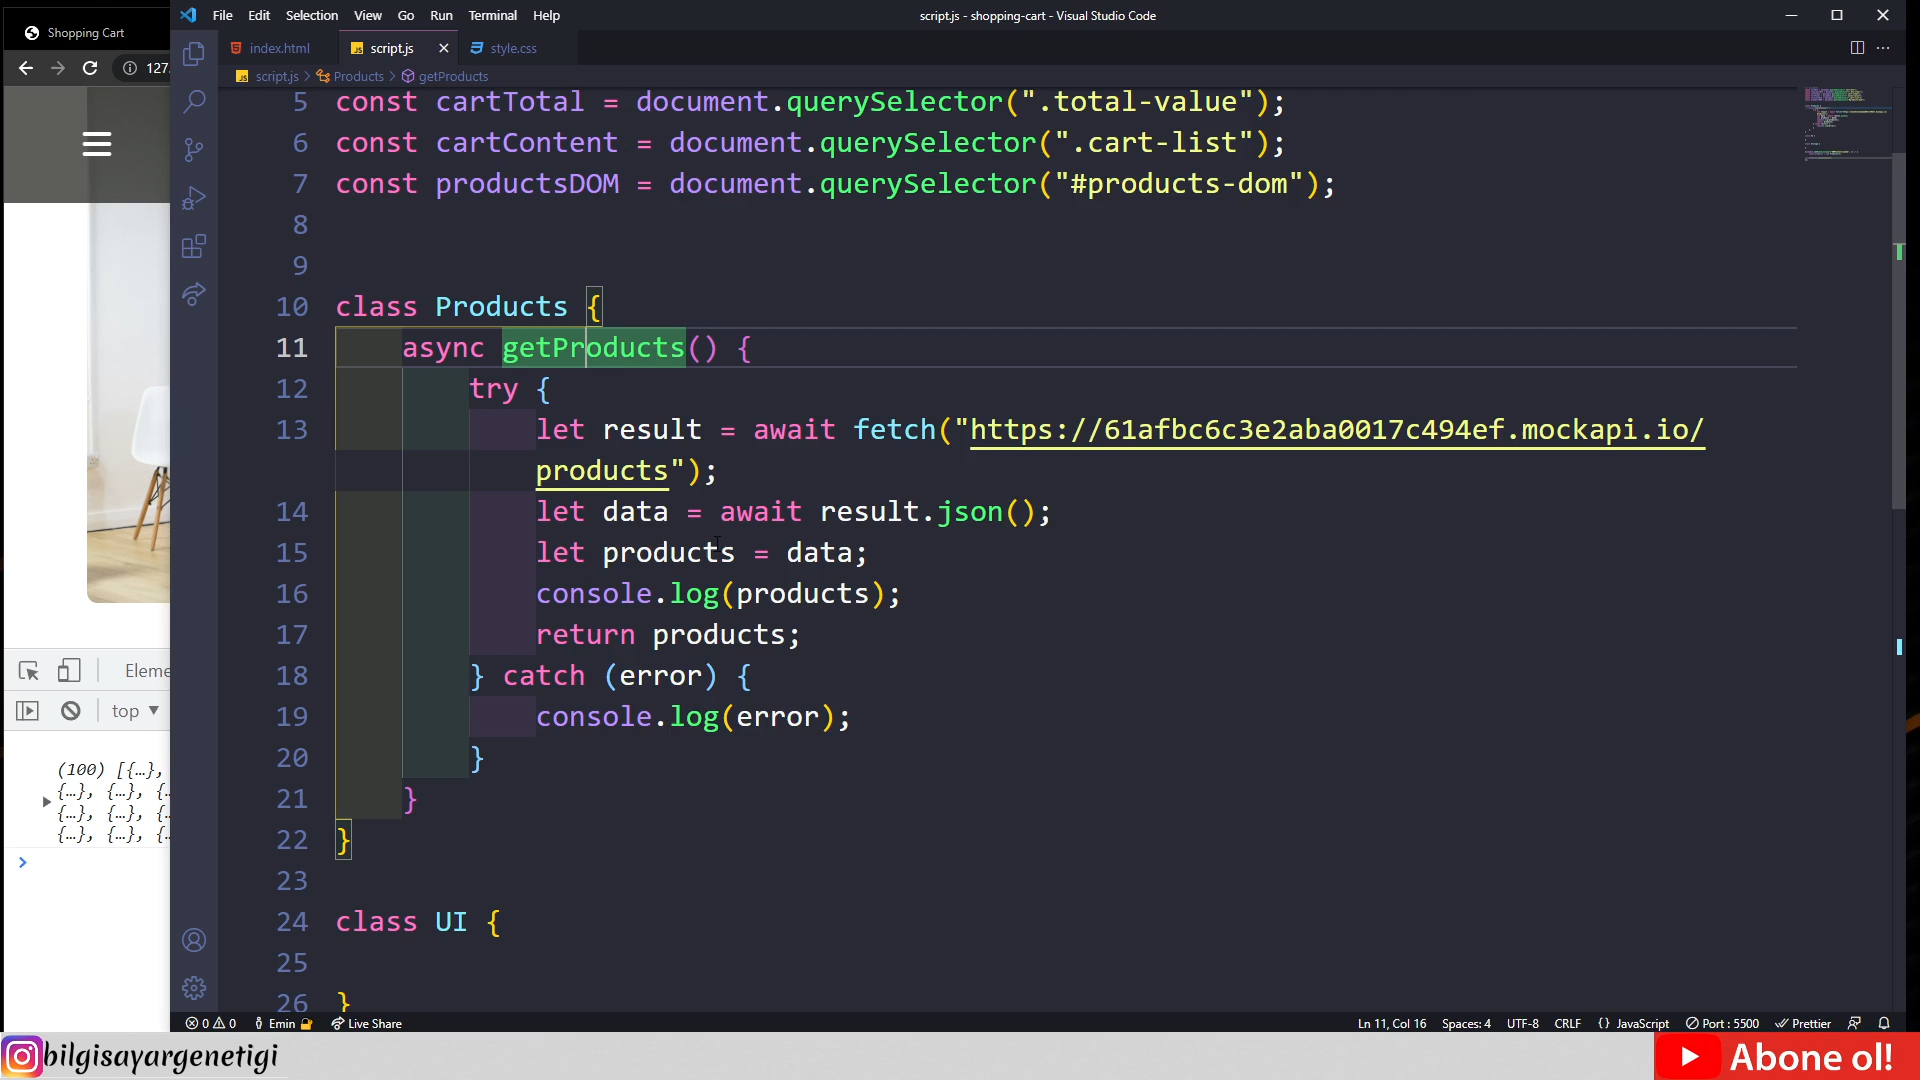 Shopping Cart
File Edit Selection View Go Run Terminal Help
script.js - shopping-cart - Visual Studio Code
index.html script.js style.css
127.
script.js > Products > getProducts
5 const cartTotal = document.querySelector(".total-value");
6 const cartContent = document.querySelector(".cart-list");
7 const productsDOM = document.querySelector("#products-dom");
8
9
10 class Products {
11 async getProducts() {
12 try {
13 let result = await fetch("https://61afbc6c3e2aba0017c494ef.mockapi.io/
products");
14 let data = await result.json();
15 let products = data;
16 console.log(products);
17 return products;
18 } catch (error) {
19 console.log(error);
20 }
21 }
22 }
23
24 class UI {
25
26 }
Eleme
top
(100) [{…},
{…}, {…}, {…
{…}, {…}, {…
{…}, {…}, {…
0 0 Emin Live Share
Ln 11, Col 16 Spaces: 4 UTF-8 CRLF {} JavaScript Port : 5500 Prettier
bilgisayargenetigi
Abone ol!